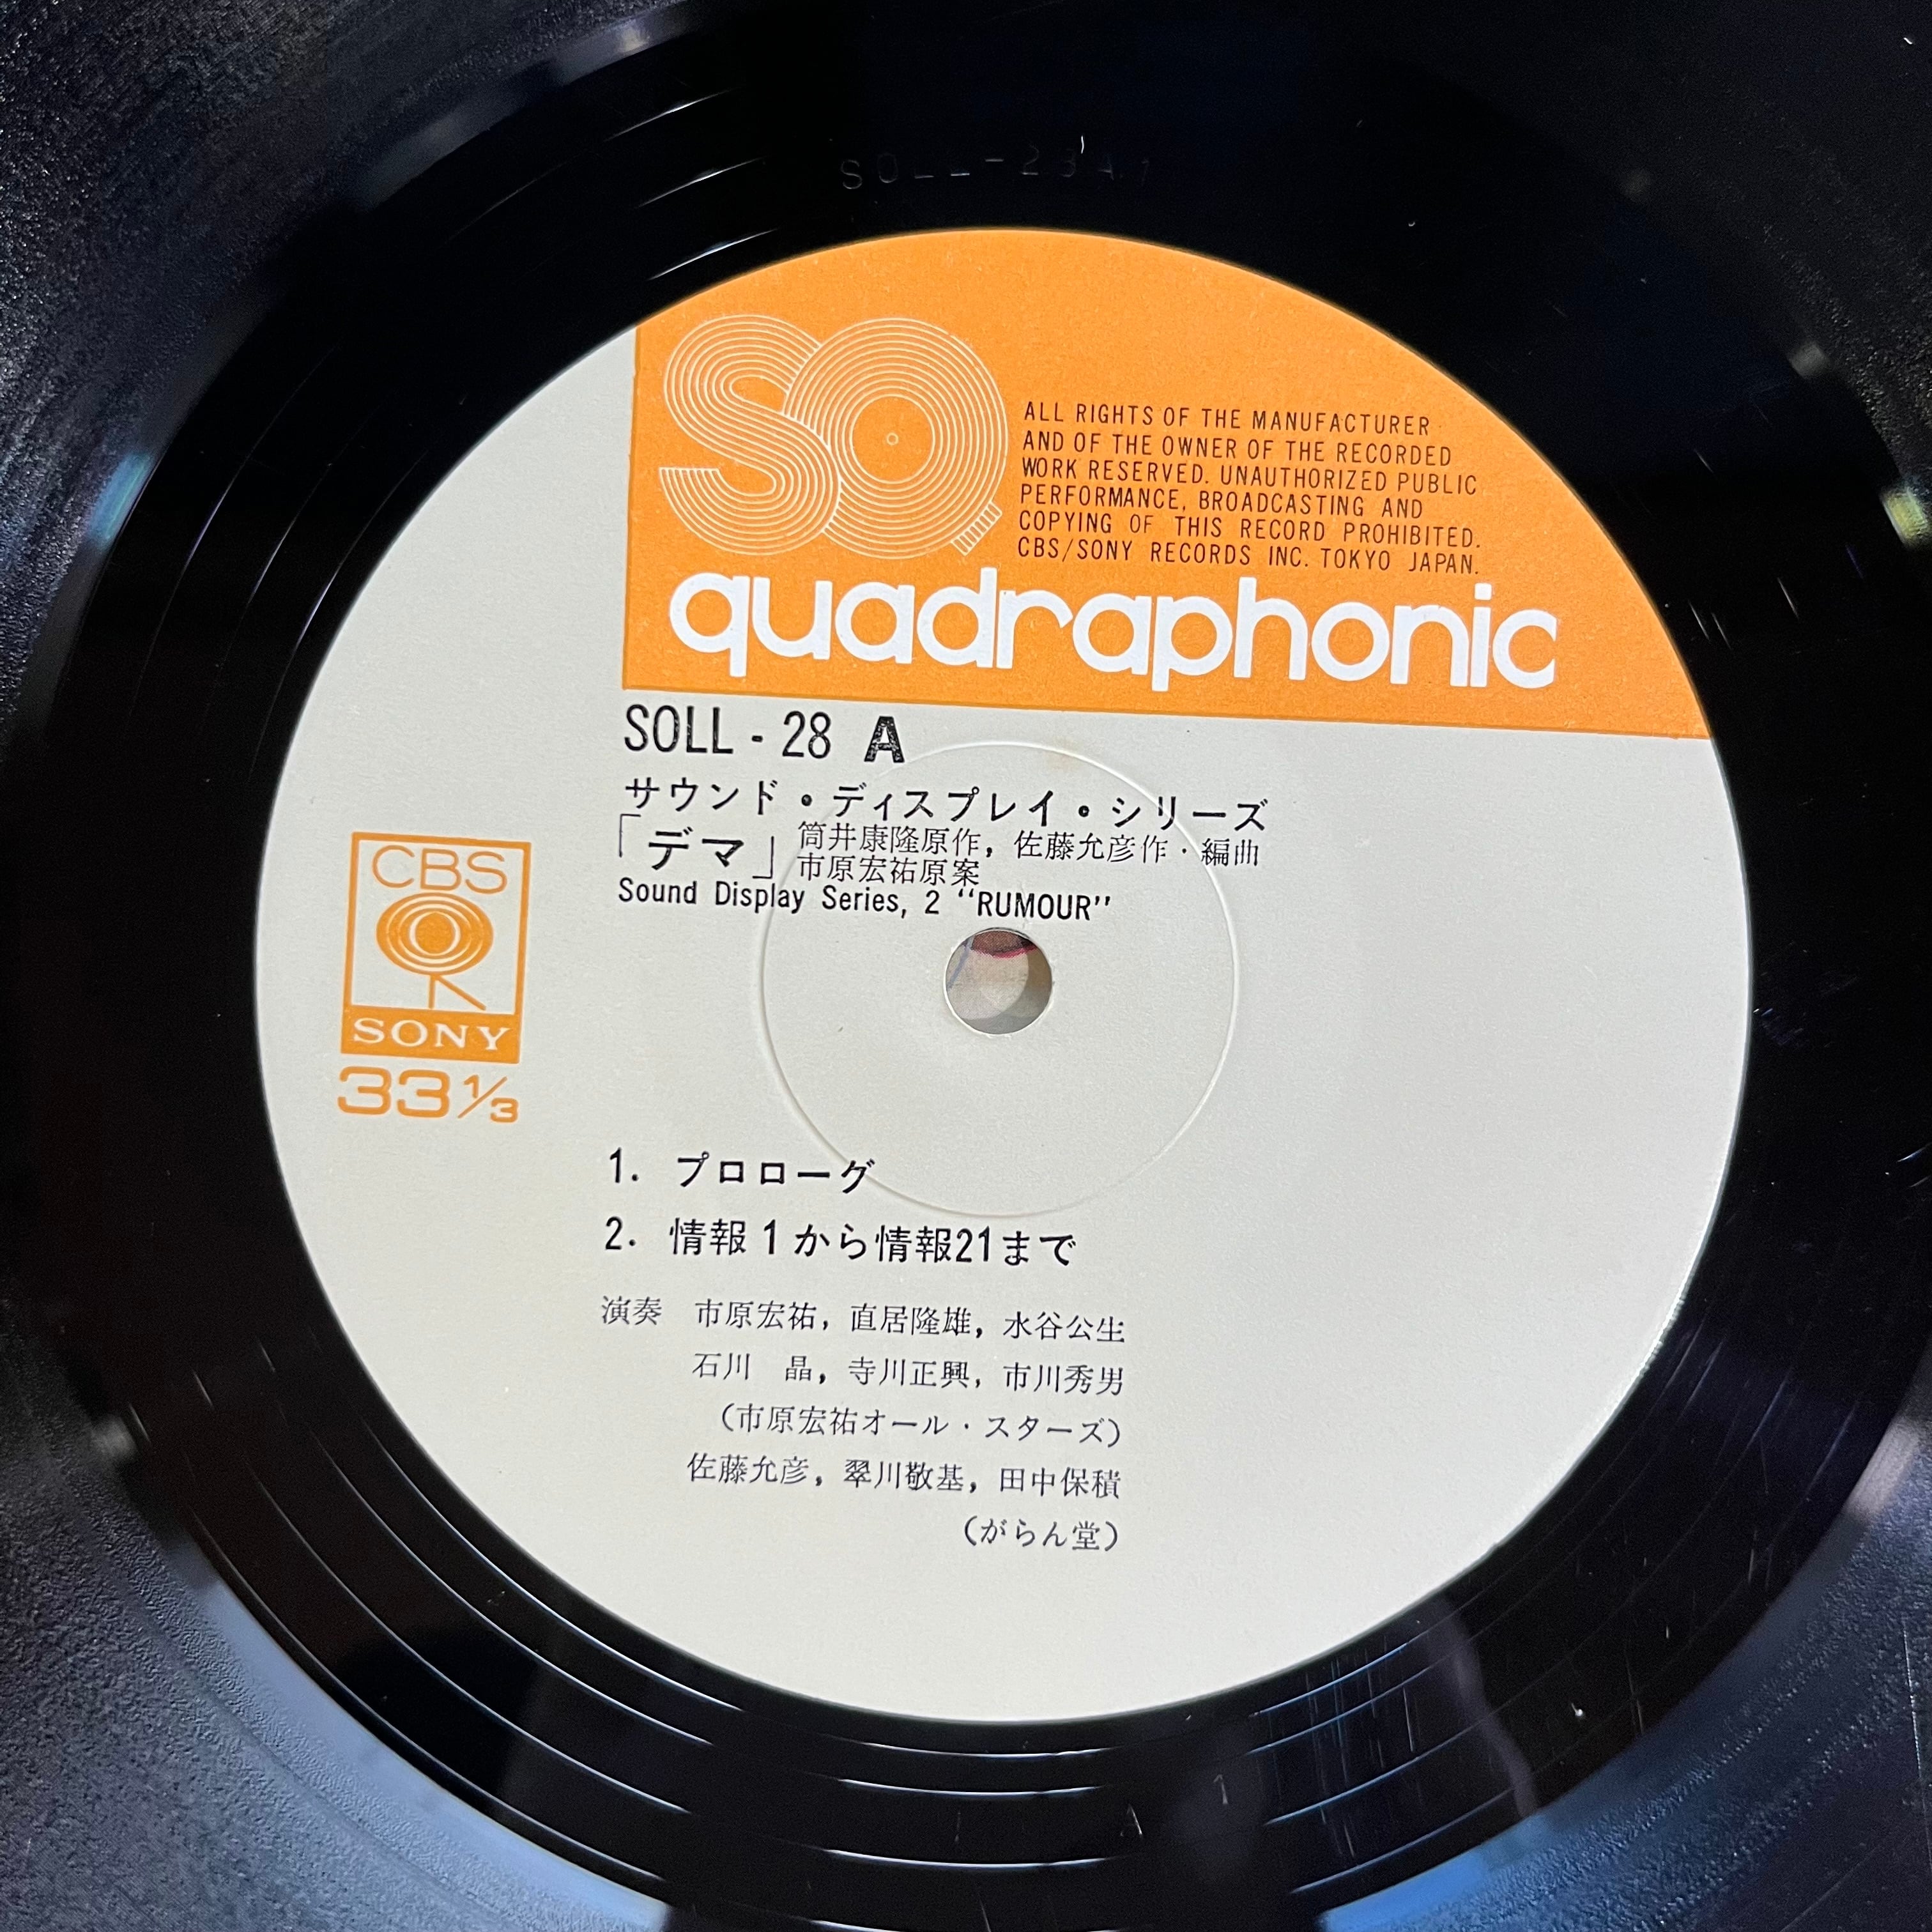 SQ
ALL RIGHTS OF THE MANUFACTURER
AND OF THE OWNER OF THE RECORDED
WORK RESERVED. UNAUTHORIZED PUBLIC
PERFORMANCE, BROADCASTING AND
COPYING OF THIS RECORD PROHIBITED.
CBS/SONY RECORDS INC. TOKYO JAPAN.
quadraphonic
SOLL - 28 A
サウンド・ディスプレイ・シリーズ
「デマ」筒井康隆原作，佐藤允彦作・編曲
市原宏祐原案
Sound Display Series, 2 “RUMOUR”
CBS
SONY
33 1/3
1. プロローグ
2. 情報1から情報21まで
演奏 市原宏祐，直居隆雄，水谷公生
石川 晶，寺川正興，市川秀男
（市原宏祐オール・スターズ）
佐藤允彦，翠川敬基，田中保積
（がらん堂）